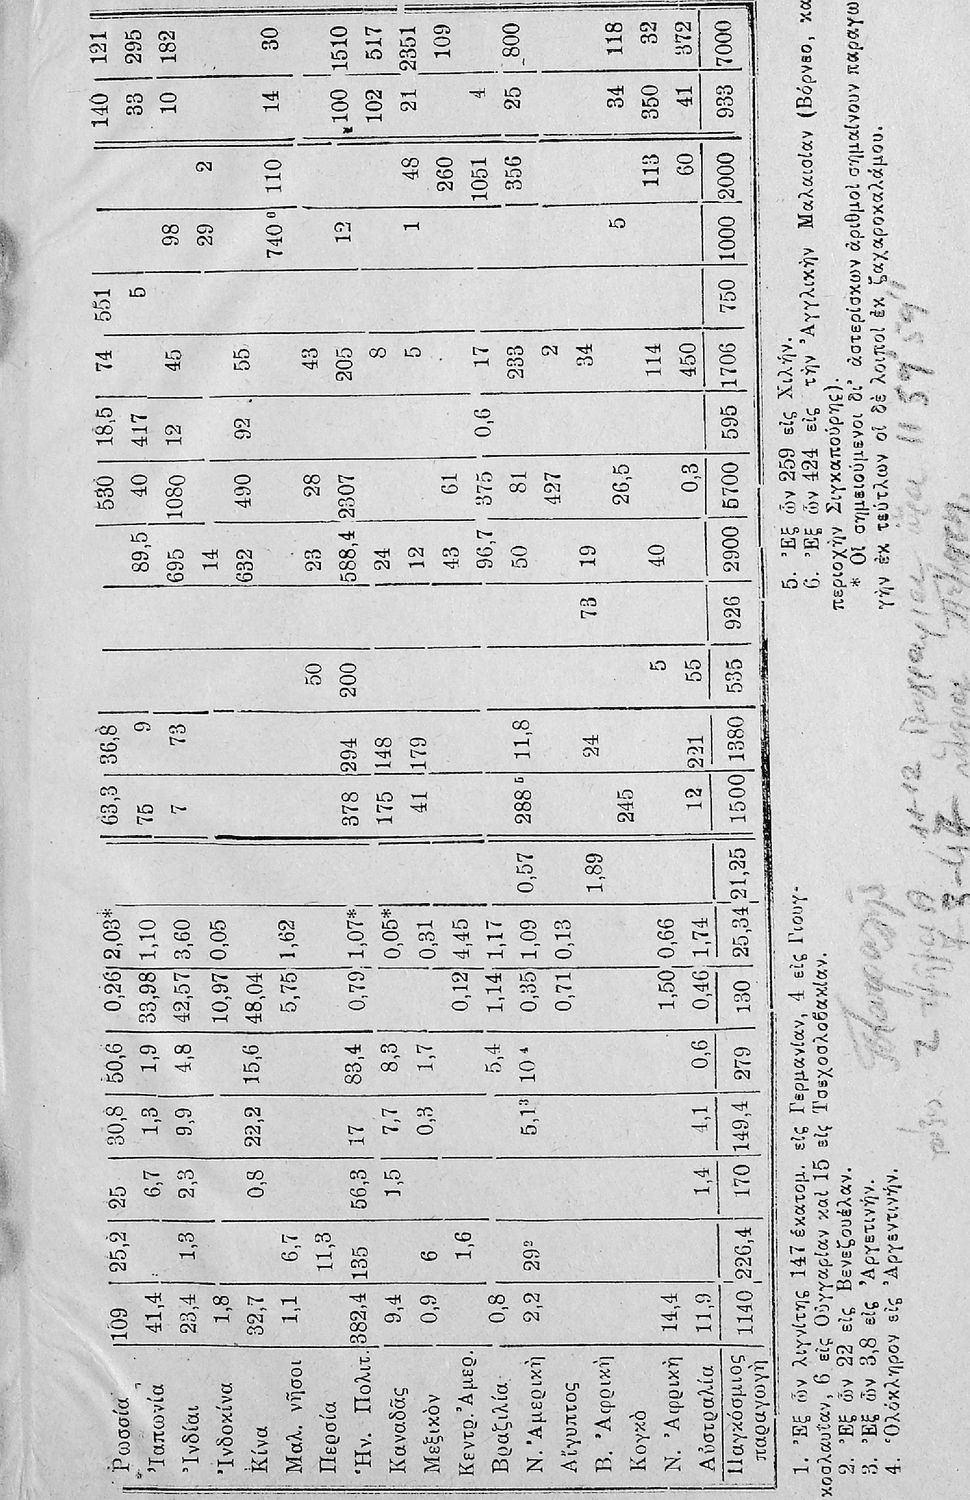 Ρωσσία 109 25,2 25 30,8 50,6 0,26 2,03* 63,3 36,8 530 18,5 74 551 140 121
Ἰαπωνία 41,4 6,7 1,3 1,9 33,98 1,10 75 9 89,5 40 417 5 33 295
Ἰνδίαι 23,4 1,3 2,3 9,9 4,8 42,57 3,60 7 73 695 1080 12 45 98 10 182
Ἰνδοκίνα 1,8 10,97 0,05 14 29 2
Κίνα 32,7 0,8 22,2 15,6 48,04 632 490 92 55 740⁶ 110 14 30
Μαλ. νῆσοι 1,1 6,7 5,75 1,62
Περσία 11,3 50 23 28 43
Ἡν. Πολιτ. 382,4 135 56,3 17 83,4 0,79 1,07* 378 294 200 588,4 2307 205 12 100 1510
Καναδᾶς 9,4 1,5 7,7 8,3 0,05* 175 148 24 8 102 517
Μεξικὸν 0,9 6 0,3 1,7 0,31 41 179 12 5 1 48 21 2351
Κεντρ. Ἀμερ. 1,6 0,12 4,45 43 61 260 109
Βραζιλία 0,8 5,4 1,14 1,17 96,7 375 0,6 17 1051 4
Ν. Ἀμερικὴ 2,2 29² 5,1³ 10⁴ 0,35 1,09 0,57 288⁵ 11,8 50 81 233 356 25 800
Αἴγυπτος 0,71 0,13 427 2
Β. Ἀφρικὴ 1,89 24 73 19 34
Κογκὸ 245 26,5 5 34 118
Ν. Ἀφρικὴ 14,4 1,50 0,66 5 40 114 113 350 32
Αὐστραλία 11,9 1,4 4,1 0,6 0,46 1,74 12 221 55 0,3 450 60 41 372
Παγκόσμιος
παραγωγὴ 1140 226,4 170 149,4 279 130 25,34 21,25 1500 1380 535 926 2900 5700 595 1706 750 1000 2000 933 7000
1. Ἐξ ὧν λιγνίτης 147 ἑκατομ. εἰς Γερμανίαν, 4 εἰς Γιουγ-
κοσλαυΐαν, 6 εἰς Οὑγγαρίαν καὶ 15 εἰς Τσεχοσλοβακίαν.
2. Ἐξ ὧν 22 εἰς Βενεζουέλαν.
3. Ἐξ ὧν 3,8 εἰς Ἀργετινήν.
4. Ὁλόκληρον εἰς Ἀργεντινήν.
5. Ἐξ ὧν 259 εἰς Χιλήν.
6. Ἐξ ὧν 424 εἰς τὴν Ἀγγλικὴν Μαλαισίαν (Βόρνεο, κα
περιοχὴν Σιγκαπούρης).
* Οἱ σημειούμενοι δι' ἀστερίσκων ἀριθμοὶ σημαίνουν παραγω
γὴν ἐκ τεύτλων οἱ δὲ λοιποὶ ἐκ ζαχαροκαλάμου.
11 59' 59"